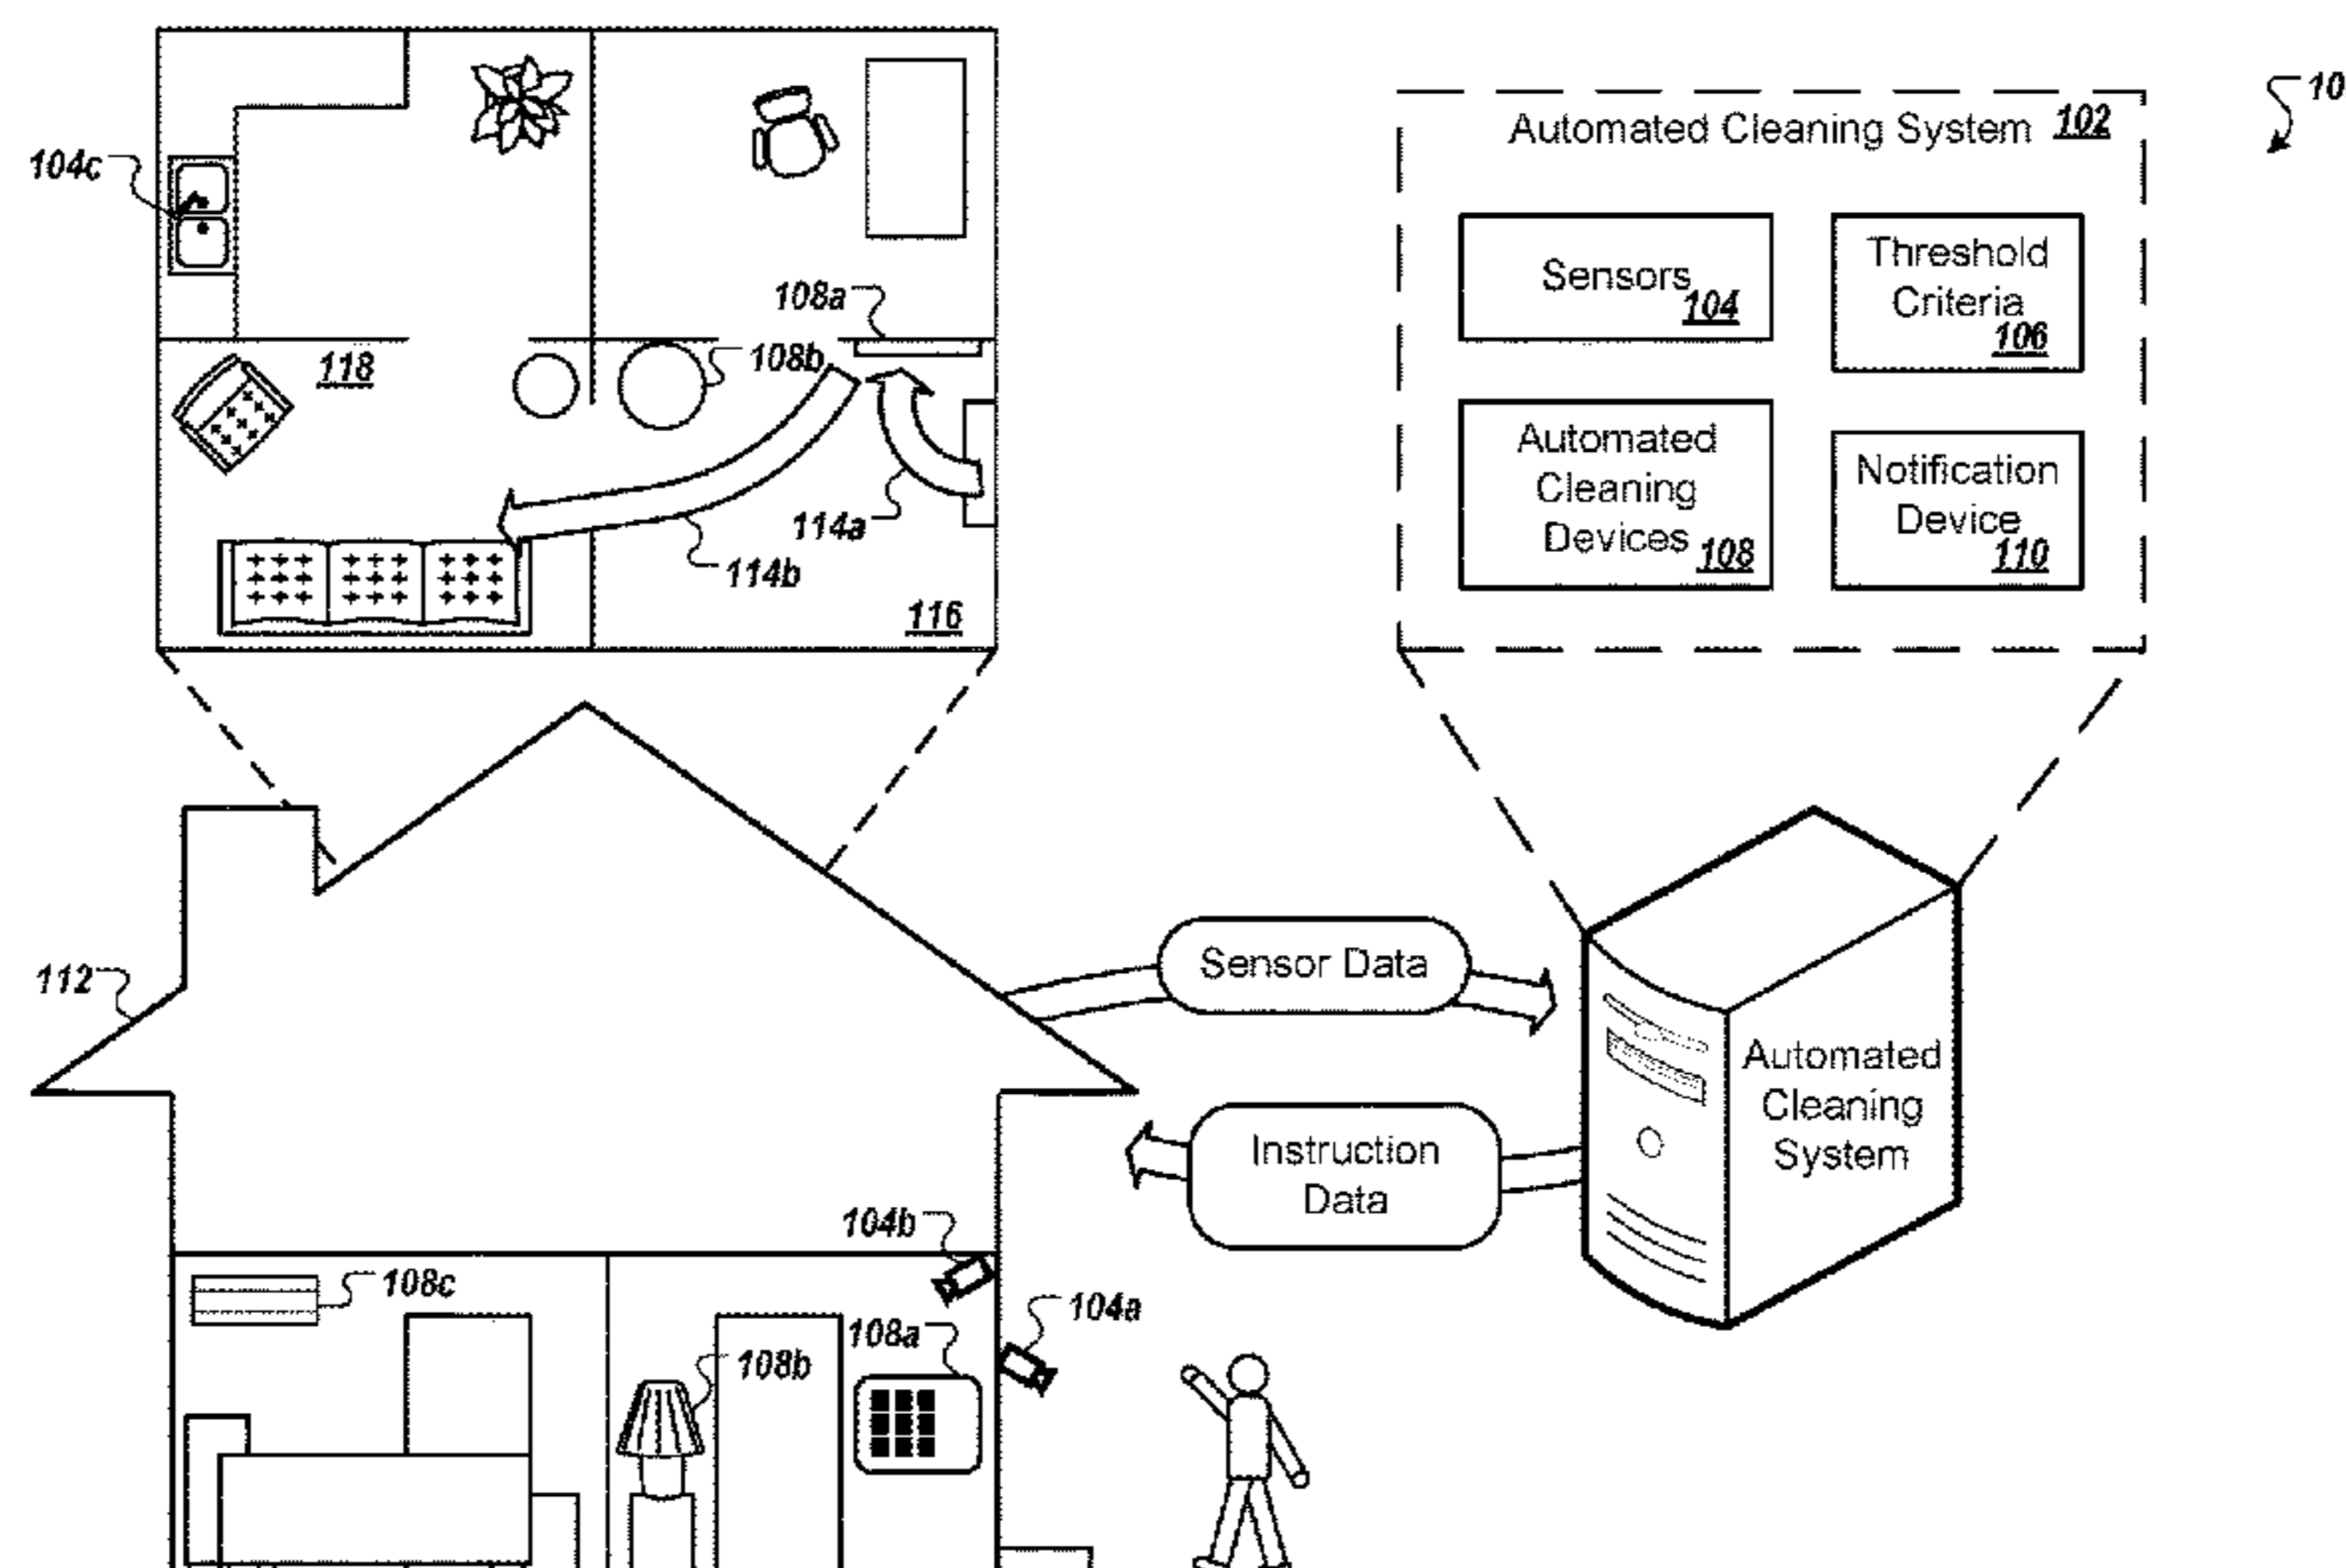 10
Automated Cleaning System 102
104c
Sensors
104
Threshold
Criteria
106
108a
118
108b
Automated
Cleaning
Devices 108
Notification
Device
110
114a
114b
116
112
Sensor Data
Automated
Cleaning
System
Instruction
Data
104b
108c
104a
108a
108b